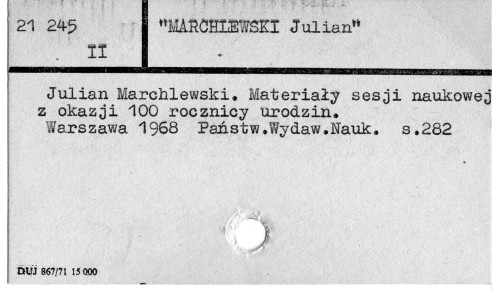 21 245
II
"MARCHLEWSKI Julian"
Julian Marchlewski. Materiały sesji naukowej
z okazji 100 rocznicy urodzin.
Warszawa 1968 Państw.Wydaw.Nauk. s.282
DUJ 867/71 15 000